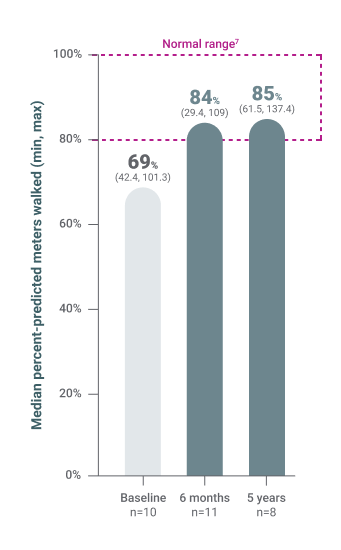 Normal range7
100%
80%
60%
40%
20%
0%
Median percent-predicted meters walked (min, max)
69%
(42.4, 101.3)
84%
(29.4, 109)
85%
(61.5, 137.4)
Baseline
n=10
6 months
n=11
5 years
n=8